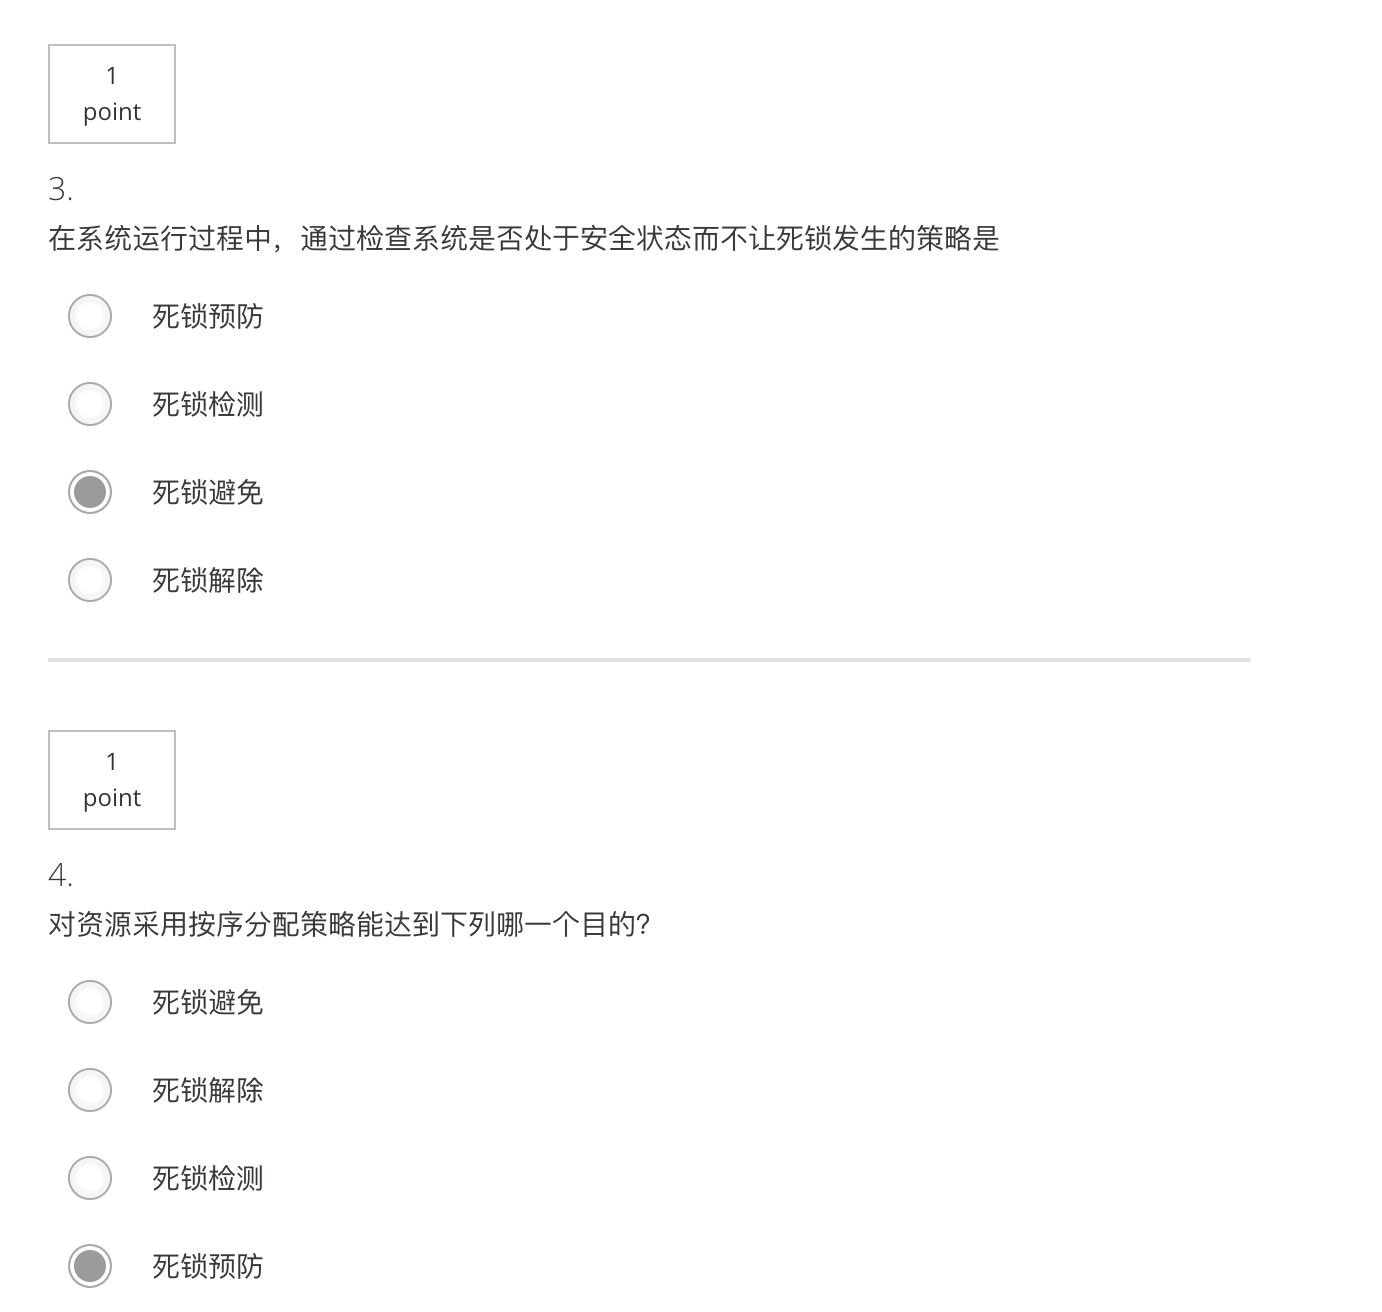 1
point
3.
在系统运行过程中，通过检查系统是否处于安全状态而不让死锁发生的策略是
死锁预防
死锁检测
死锁避免
死锁解除
1
point
4.
对资源采用按序分配策略能达到下列哪一个目的?
死锁避免
死锁解除
死锁检测
死锁预防